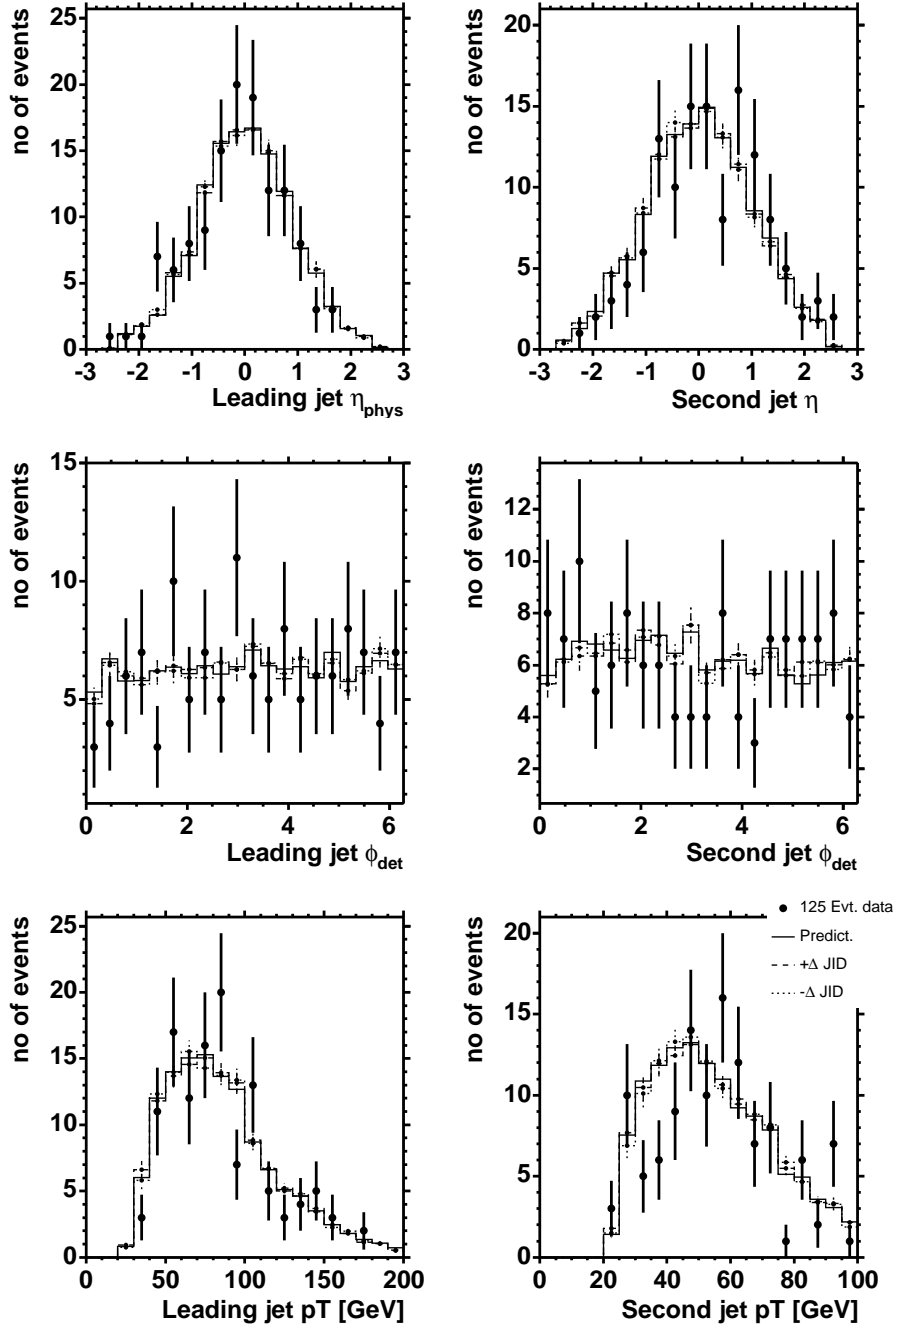 no of events
25
20
15
10
5
0
-3 -2 -1 0 1 2 3
Leading jet η_phys
no of events
20
15
10
5
0
-3 -2 -1 0 1 2 3
Second jet η
no of events
15
10
5
0 2 4 6
Leading jet ϕ_det
no of events
12
10
8
6
4
2
0 2 4 6
Second jet ϕ_det
no of events
25
20
15
10
5
0
0 50 100 150 200
Leading jet pT [GeV]
no of events
20
15
10
5
0
0 20 40 60 80 100
Second jet pT [GeV]
125 Evt. data
Predict.
+Δ JID
-Δ JID